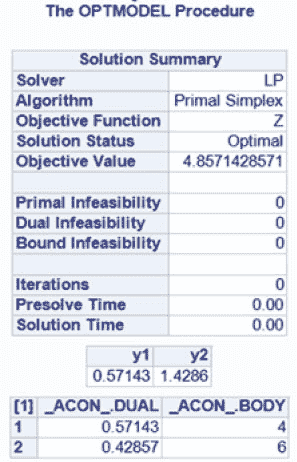 The OPTMODEL Procedure
Solution Summary
Solver LP
Algorithm Primal Simplex
Objective Function Z
Solution Status Optimal
Objective Value 4.8571428571
Primal Infeasibility 0
Dual Infeasibility 0
Bound Infeasibility 0
Iterations 0
Presolve Time 0.00
Solution Time 0.00
y1 y2
0.57143 1.4286
[1] _ACON_.DUAL _ACON_.BODY
1 0.57143 4
2 0.42857 6